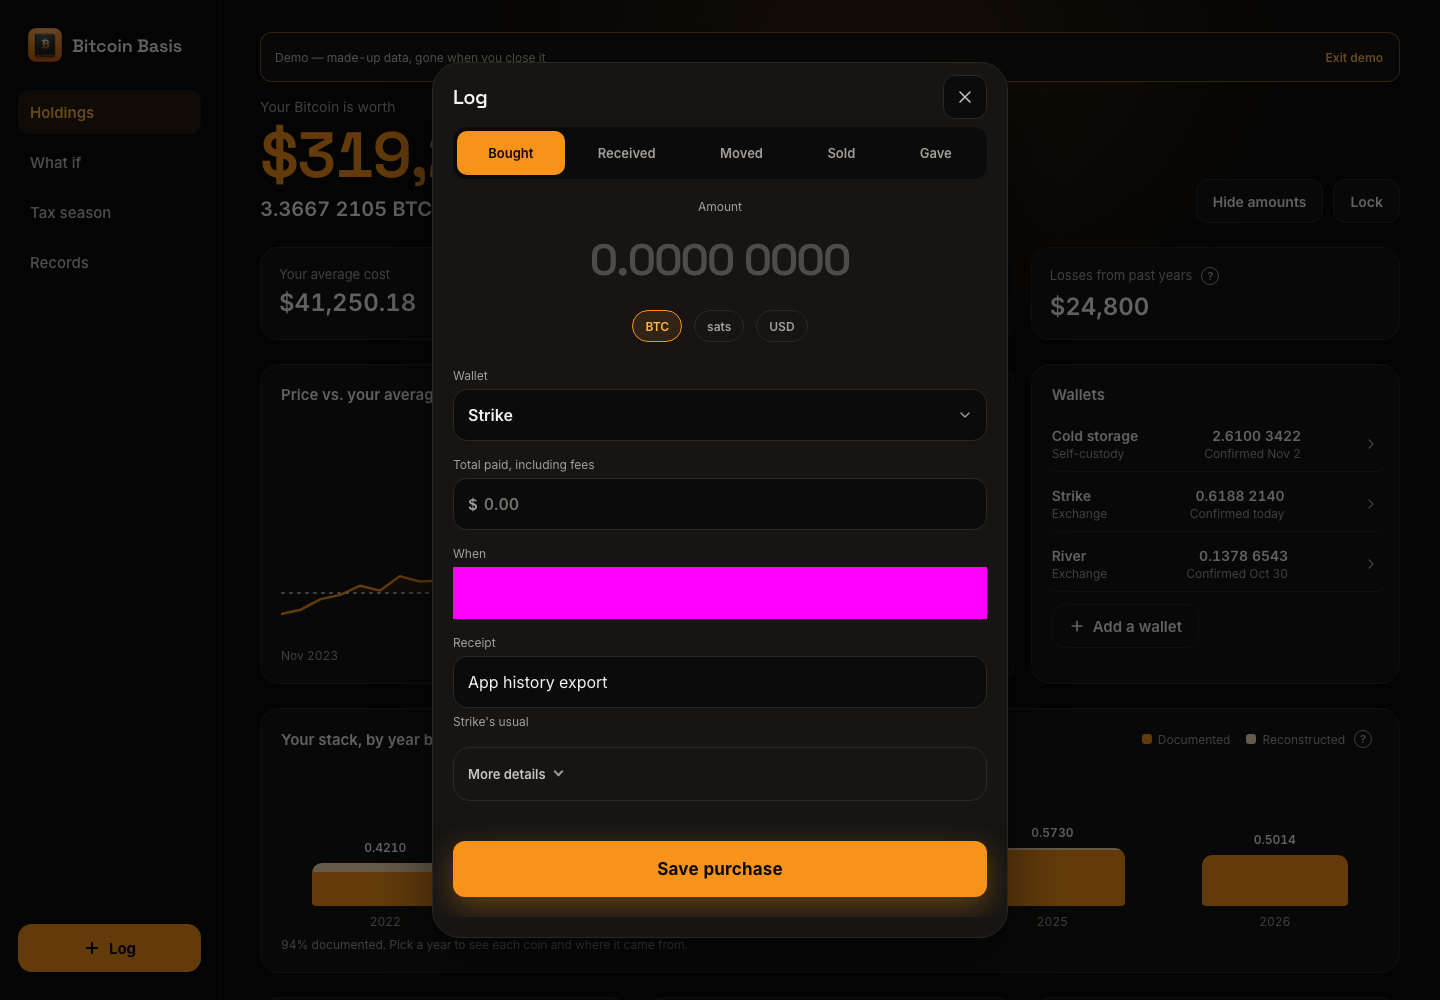 Bitcoin Basis
Holdings
What if
Tax season
Records
Log
Demo — made-up data, gone when you close it
Exit demo
Your Bitcoin is worth
$319,
3.3667 2105 BTC
Hide amounts
Lock
Your average cost
$41,250.18
Losses from past years ?
$24,800
Price vs. your averag
Nov 2023
Wallets
Cold storage 2.6100 3422
Self-custody Confirmed Nov 2
Strike 0.6188 2140
Exchange Confirmed today
River 0.1378 6543
Exchange Confirmed Oct 30
Add a wallet
Your stack, by year b
Documented Reconstructed ?
0.4210
0.5730
0.5014
2022
2025
2026
94% documented. Pick a year to see each coin and where it came from.
Log
Bought Received Moved Sold Gave
Amount
0.0000 0000
BTC sats USD
Wallet
Strike
Total paid, including fees
$ 0.00
When
Receipt
App history export
Strike's usual
More details
Save purchase